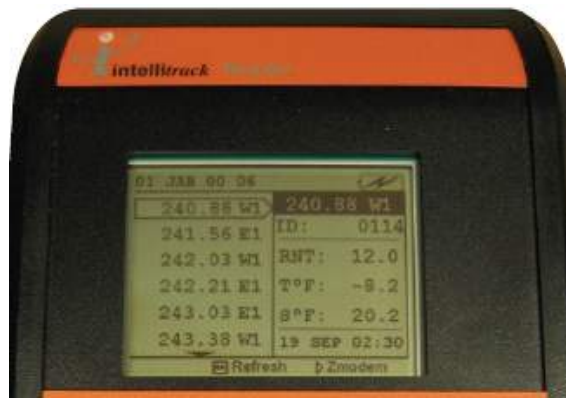 intellitrack
01 JAN 00 06
240.88 W1
241.56 E1
242.03 W1
242.21 E1
243.03 E1
243.38 W1
240.88 W1
ID: 0114
RNT: 12.0
T°F: -8.2
S°F: 20.2
19 SEP 02:30
Refresh
Zmodem